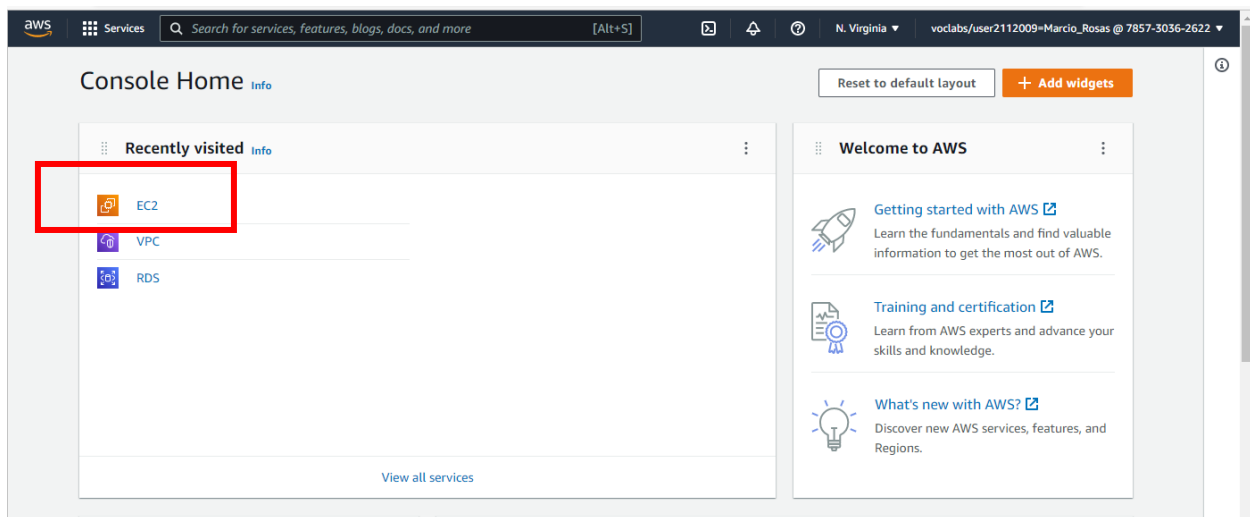 aws Services Search for services, features, blogs, docs, and more [Alt+S] N. Virginia ▼ voclabs/user2112009=Marcio_Rosas @ 7857-3036-2622 ▼
Console Home Info
Reset to default layout + Add widgets
Recently visited Info
EC2
VPC
RDS
View all services
Welcome to AWS
Getting started with AWS
Learn the fundamentals and find valuable
information to get the most out of AWS.
Training and certification
Learn from AWS experts and advance your
skills and knowledge.
What's new with AWS?
Discover new AWS services, features, and
Regions.